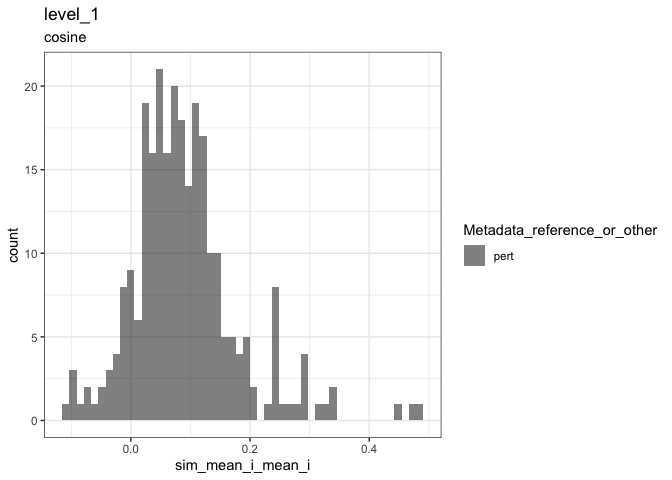 level_1
cosine
20
15
10
5
0
count
0.0
0.2
0.4
sim_mean_i_mean_i
Metadata_reference_or_other
pert